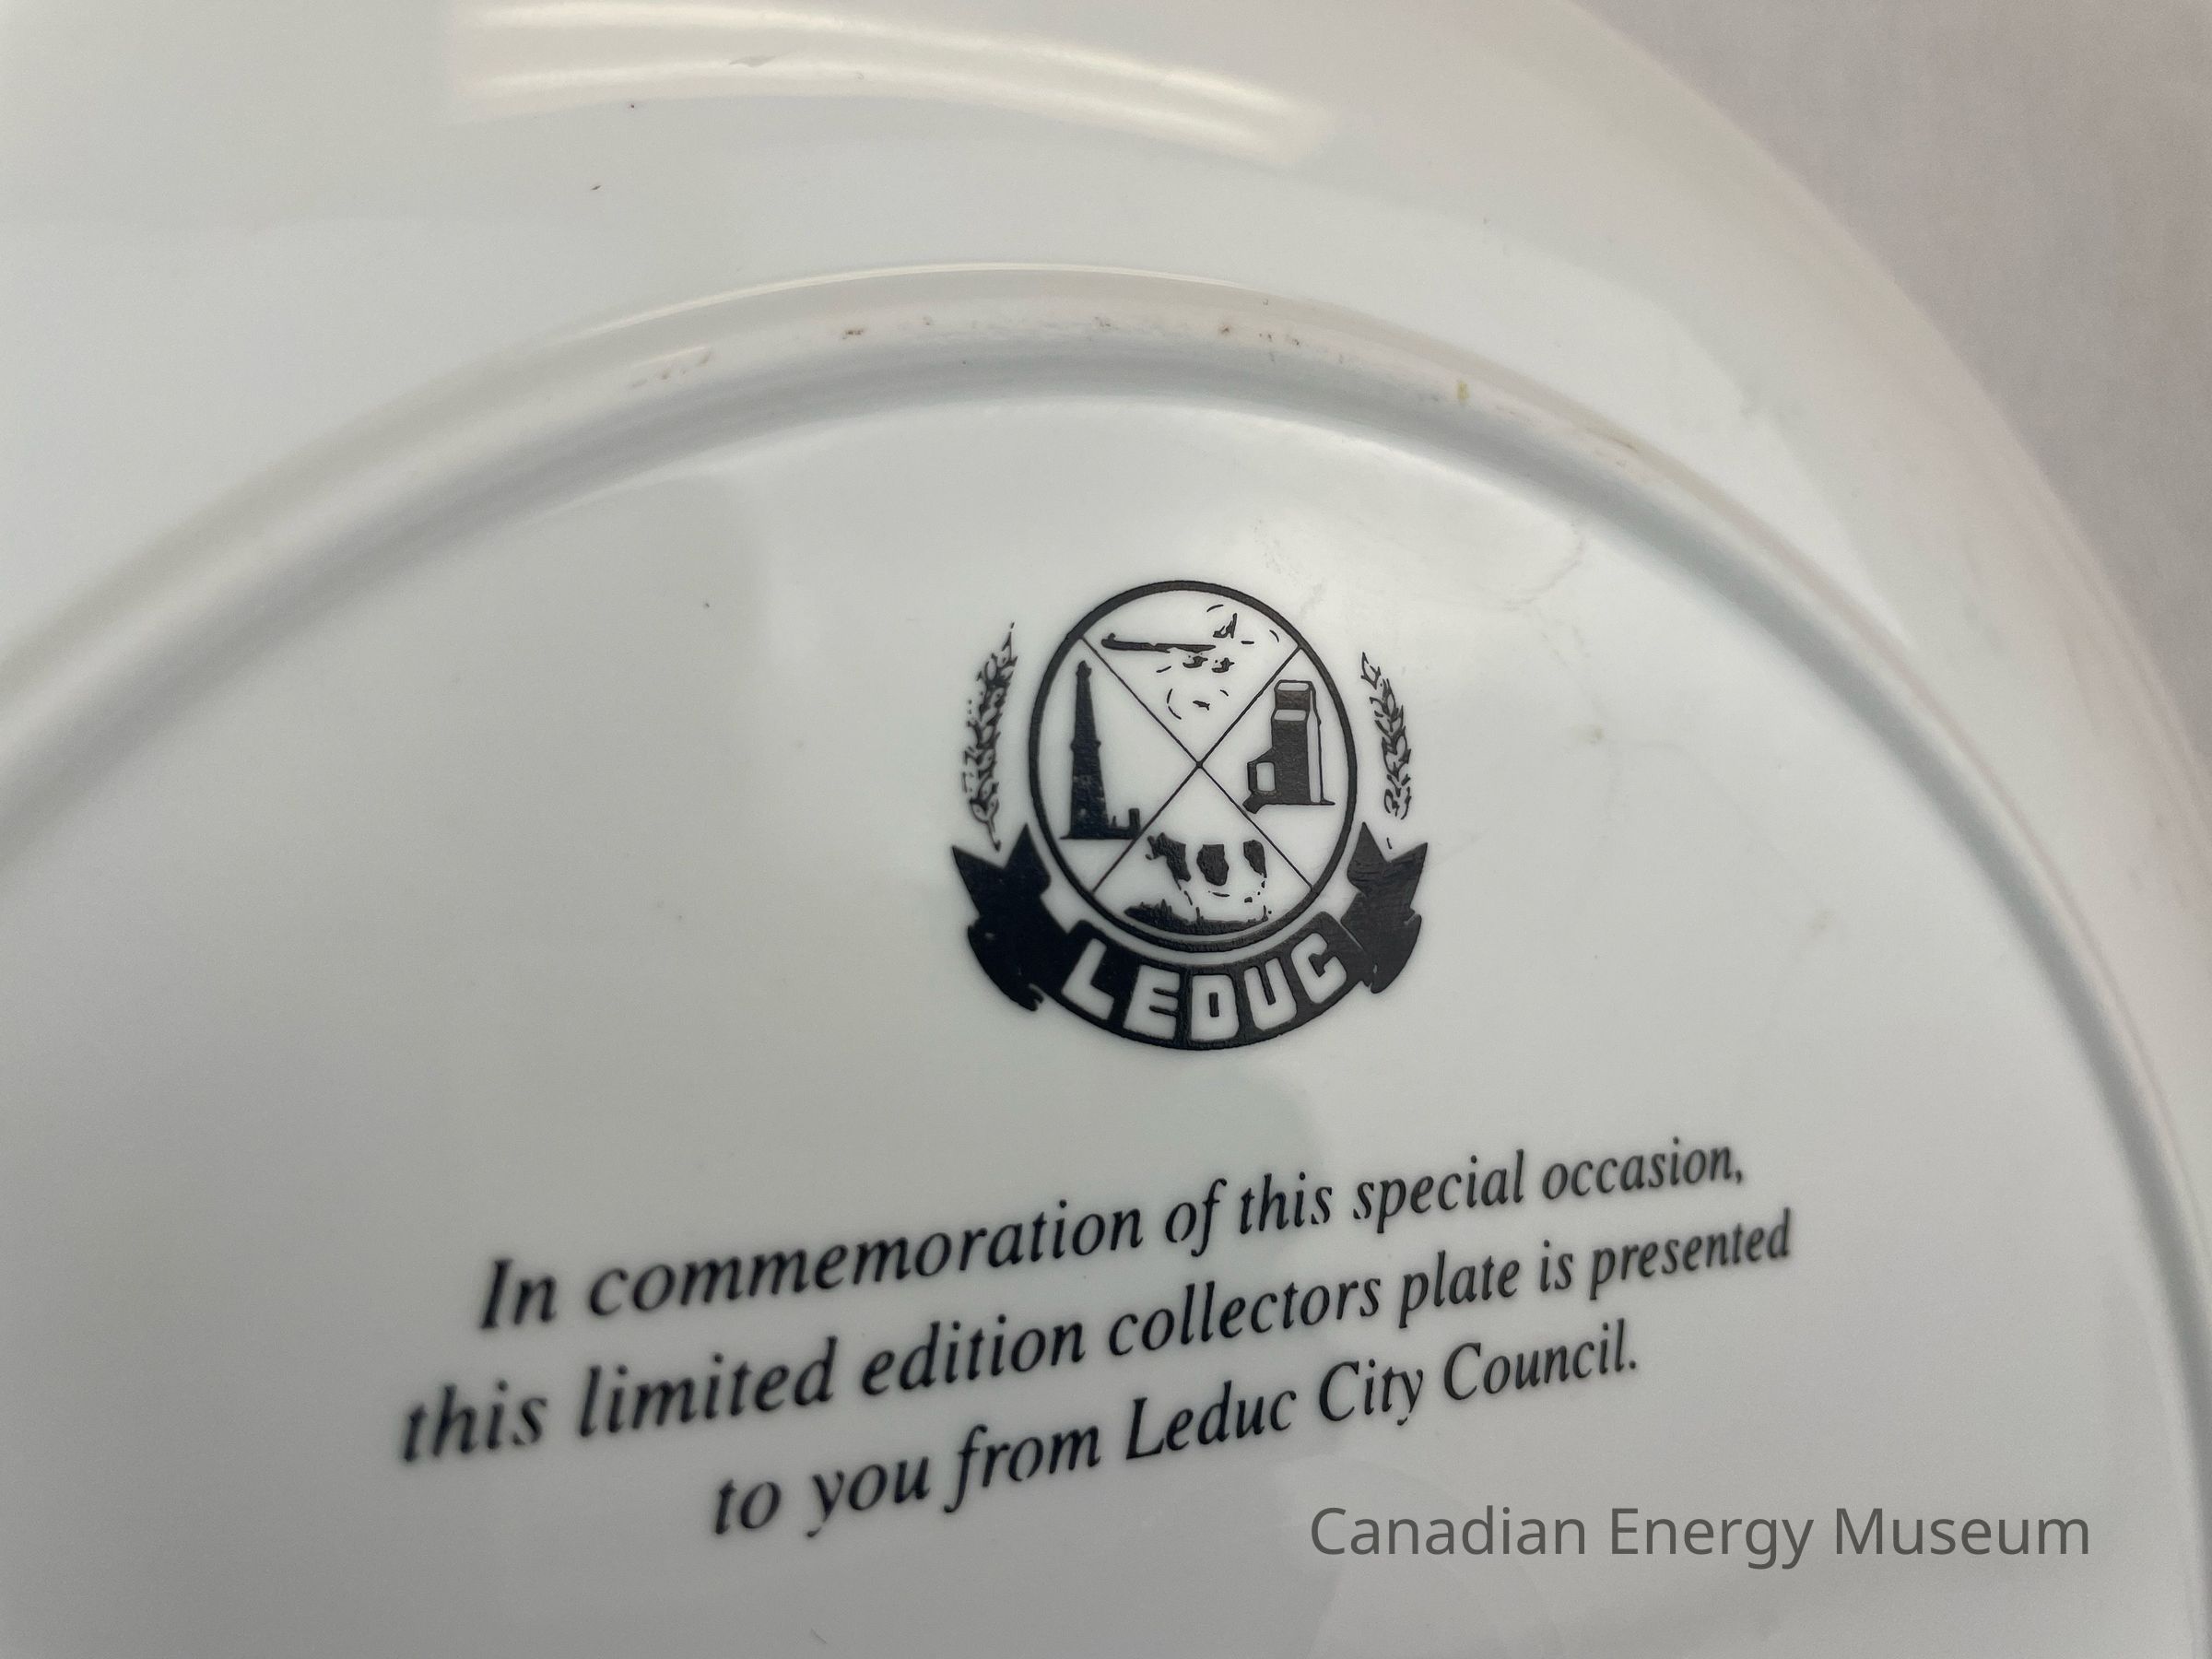 LEDUC
In commemoration of this special occasion,
this limited edition collectors plate is presented
to you from Leduc City Council.
Canadian Energy Museum